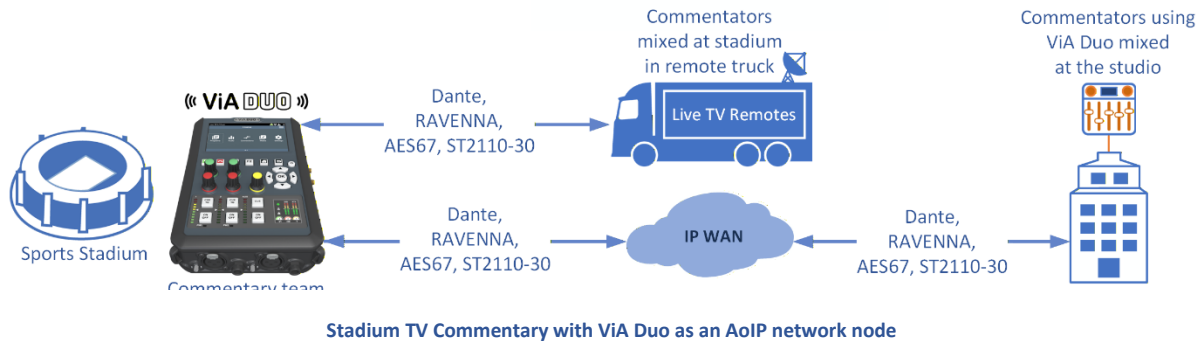 Sports Stadium
((( ViA DUO )))
Commentary team
Dante,
RAVENNA,
AES67, ST2110-30
Commentators
mixed at stadium
in remote truck
Live TV Remotes
Dante,
RAVENNA,
AES67, ST2110-30
IP WAN
Dante,
RAVENNA,
AES67, ST2110-30
Commentators using
ViA Duo mixed
at the studio
Stadium TV Commentary with ViA Duo as an AoIP network node